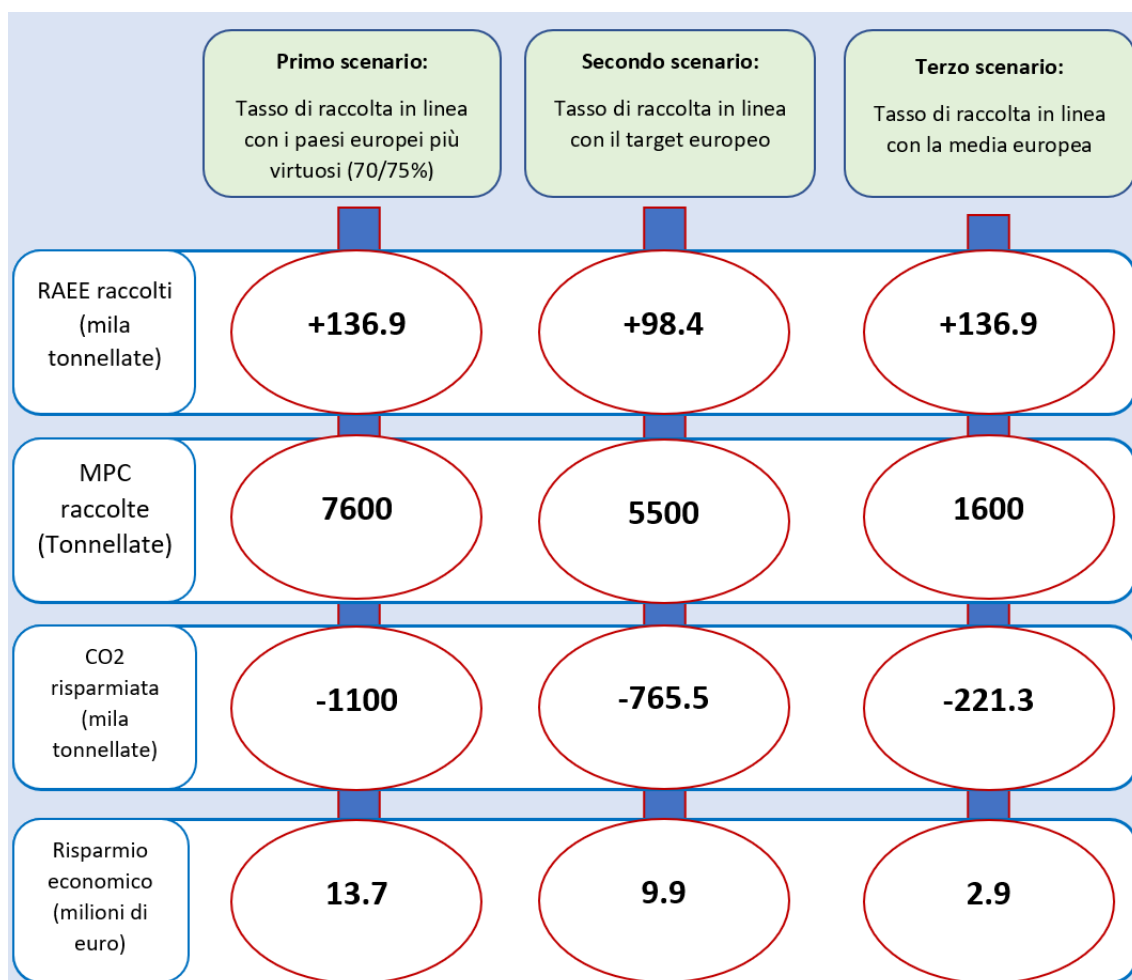 Primo scenario:
Tasso di raccolta in linea
con i paesi europei più
virtuosi (70/75%)
Secondo scenario:
Tasso di raccolta in linea
con il target europeo
Terzo scenario:
Tasso di raccolta in linea
con la media europea
RAEE raccolti
(mila
tonnellate)
+136.9
+98.4
+136.9
MPC
raccolte
(Tonnellate)
7600
5500
1600
CO2
risparmiata
(mila
tonnellate)
-1100
-765.5
-221.3
Risparmio
economico
(milioni di
euro)
13.7
9.9
2.9